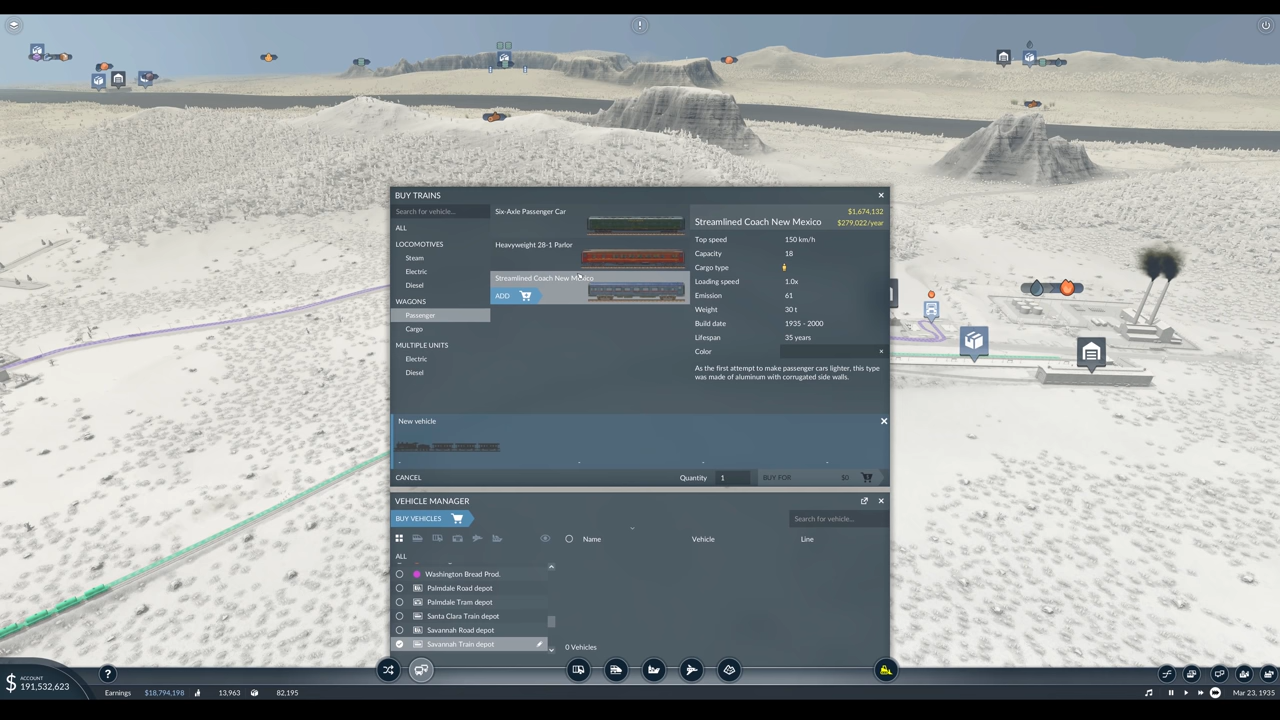 BUY TRAINS
Search for vehicle...
ALL
LOCOMOTIVES
Steam
Electric
Diesel
WAGONS
Passenger
Cargo
MULTIPLE UNITS
Electric
Diesel
Six-Axle Passenger Car
Heavyweight 28-1 Parlor
Streamlined Coach New Mexico
ADD
$1,674,132
Streamlined Coach New Mexico
$279,022/year
Top speed 150 km/h
Capacity 18
Cargo type
Loading speed 1.0x
Emission 61
Weight 30 t
Build date 1935 - 2000
Lifespan 35 years
Color
As the first attempt to make passenger cars lighter, this type
was made of aluminum with corrugated side walls.
New vehicle
CANCEL
Quantity 1
BUY FOR $0
VEHICLE MANAGER
BUY VEHICLES
Search for vehicle...
Name Vehicle Line
ALL
Washington Bread Prod.
Palmdale Road depot
Palmdale Tram depot
Santa Clara Train depot
Savannah Road depot
Savannah Train depot
0 Vehicles
$ ACCOUNT
191,532,623
?
Earnings $18,794,198 13,963 82,195
Mar 23, 1935